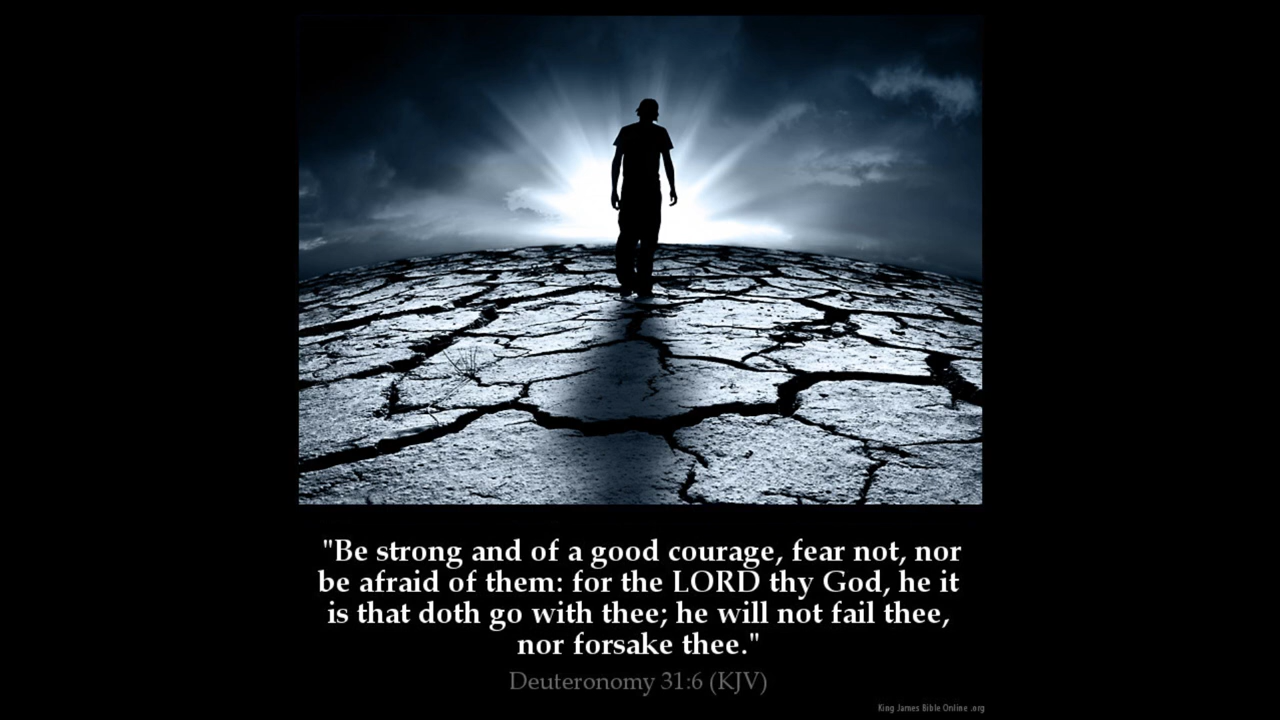 "Be strong and of a good courage, fear not, nor
be afraid of them: for the LORD thy God, he it
is that doth go with thee; he will not fail thee,
nor forsake thee."
Deuteronomy 31:6 (KJV)
King James Bible Online .org